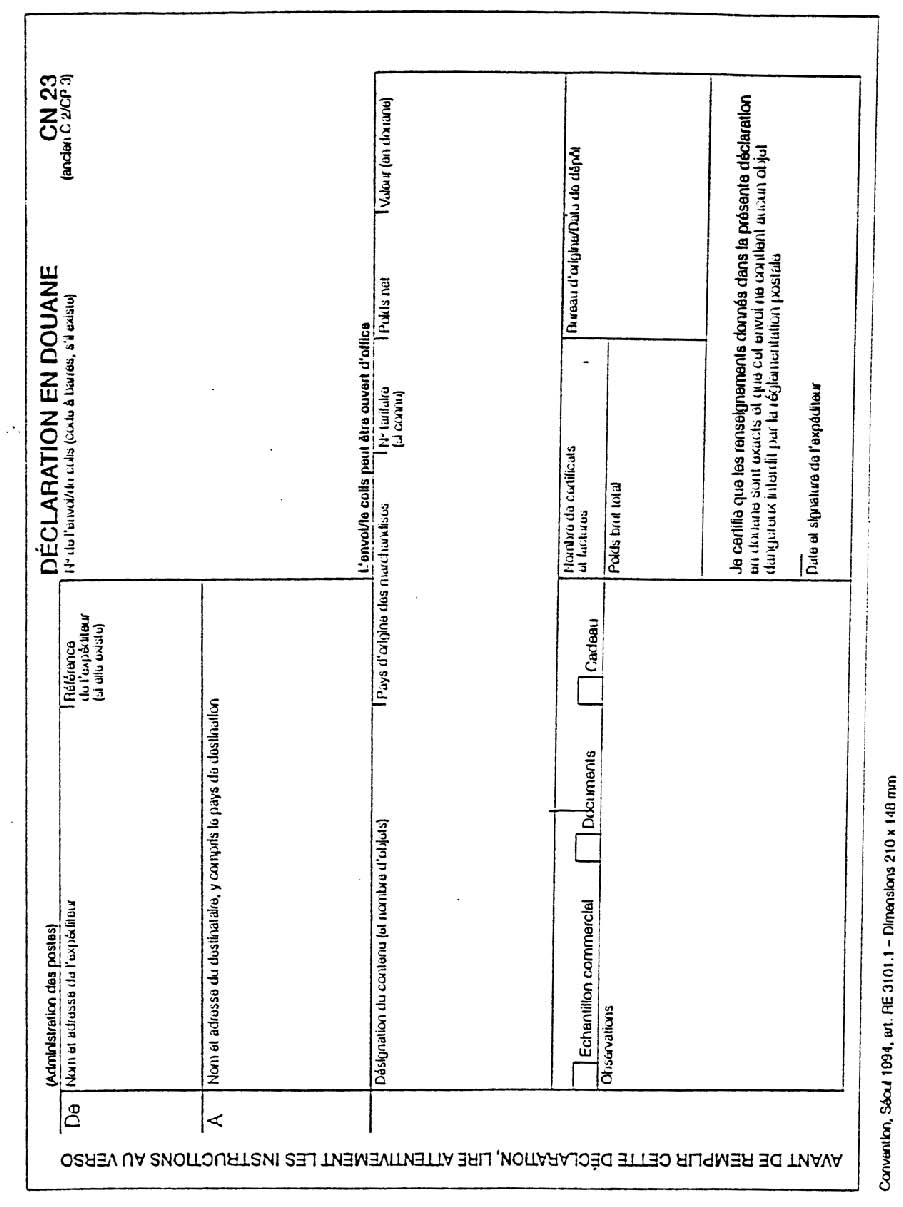 (Administration des postes)
DÉCLARATION EN DOUANE
CN 23
(ancien C 2/CP 3)
De
Nom et adresse de l'expéditeur
Référence
de l'expéditeur
(si elle existe)
N° de l'envoi/du colis (code à barres, s'il existe)
A
Nom et adresse du destinataire, y compris le pays de destination
L'envoi/le colis peut être ouvert d'office
Désignation du contenu (et nombre d'objets)
Pays d'origine des marchandises
N° tarifaire
(si connu)
Poids net
Valeur (en douane)
Echantillon commercial
Documents
Cadeau
Nombre de certificats
et factures
Bureau d'origine/Date de dépôt
Observations
Poids brut total
Je certifie que les renseignements donnés dans la présente déclaration
en douane sont exacts et que cet envoi ne contient aucun objet
dangereux interdit par la réglementation postale
Date et signature de l'expéditeur
AVANT DE REMPLIR CETTE DÉCLARATION, LIRE ATTENTIVEMENT LES INSTRUCTIONS AU VERSO
Convention, Séoul 1994, art. RE 3101.1 – Dimensions 210 x 148 mm